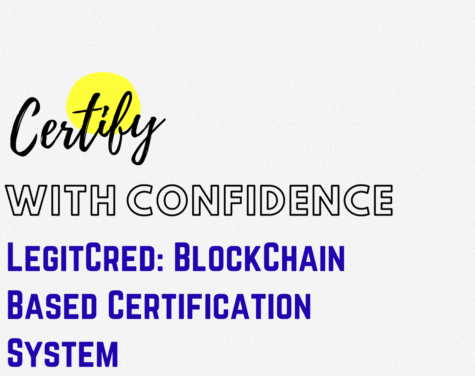 Certify
WITH CONFIDENCE
LegitCred: BlockChain
Based Certification
System